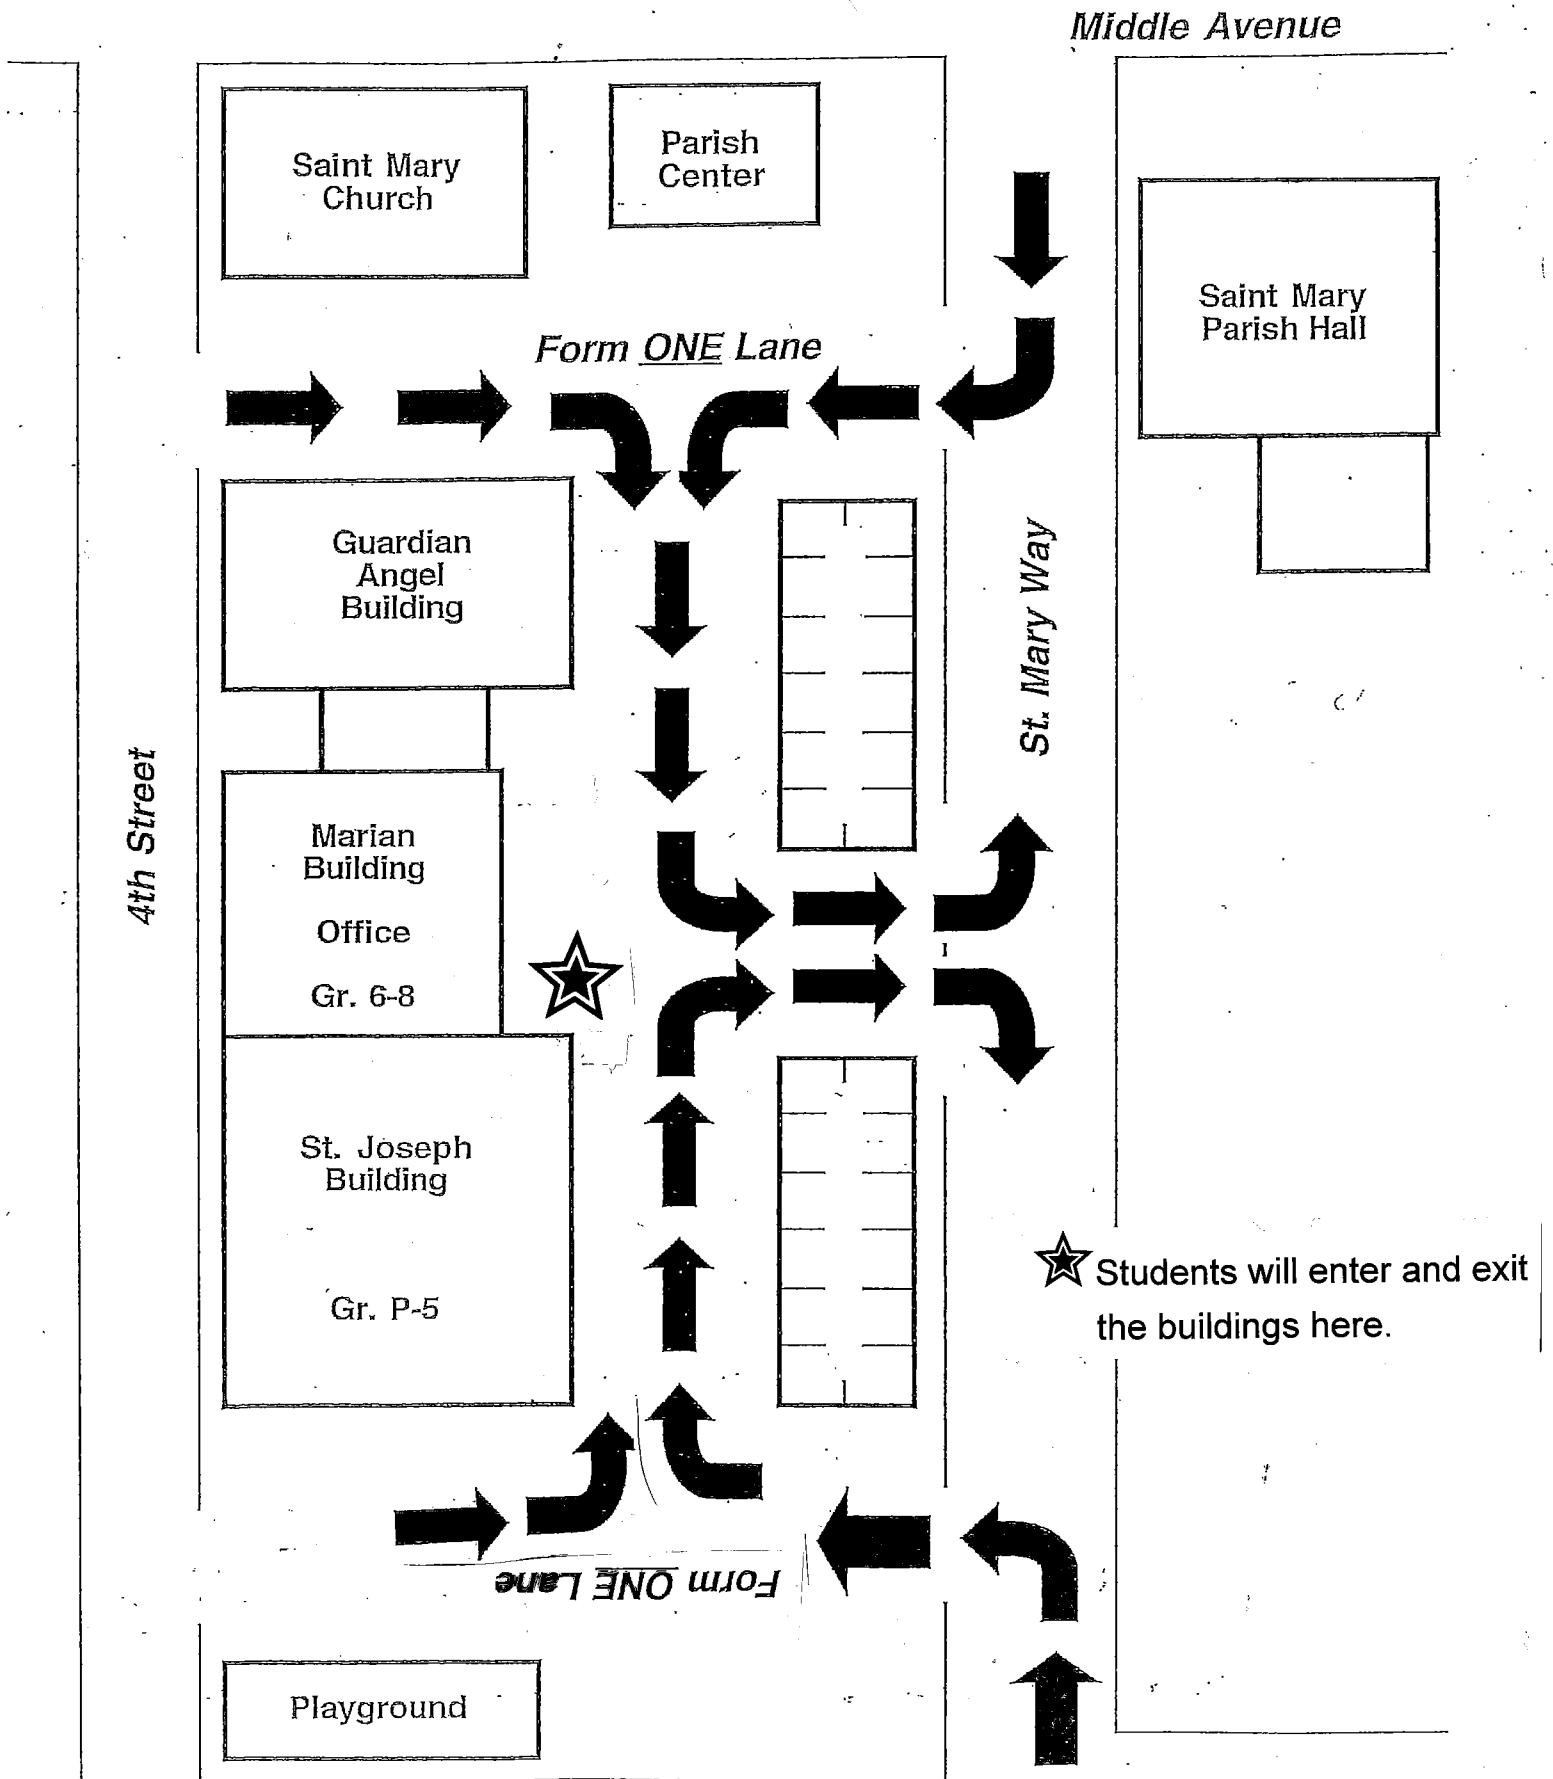 Middle Avenue
Saint Mary
Church
Parish
Center
Saint Mary
Parish Hall
Form ONE Lane
Guardian
Angel
Building
St. Mary Way
4th Street
Marian
Building
Office
Gr. 6-8
St. Joseph
Building
Gr. P-5
Students will enter and exit
the buildings here.
Form ONE Lane
Playground